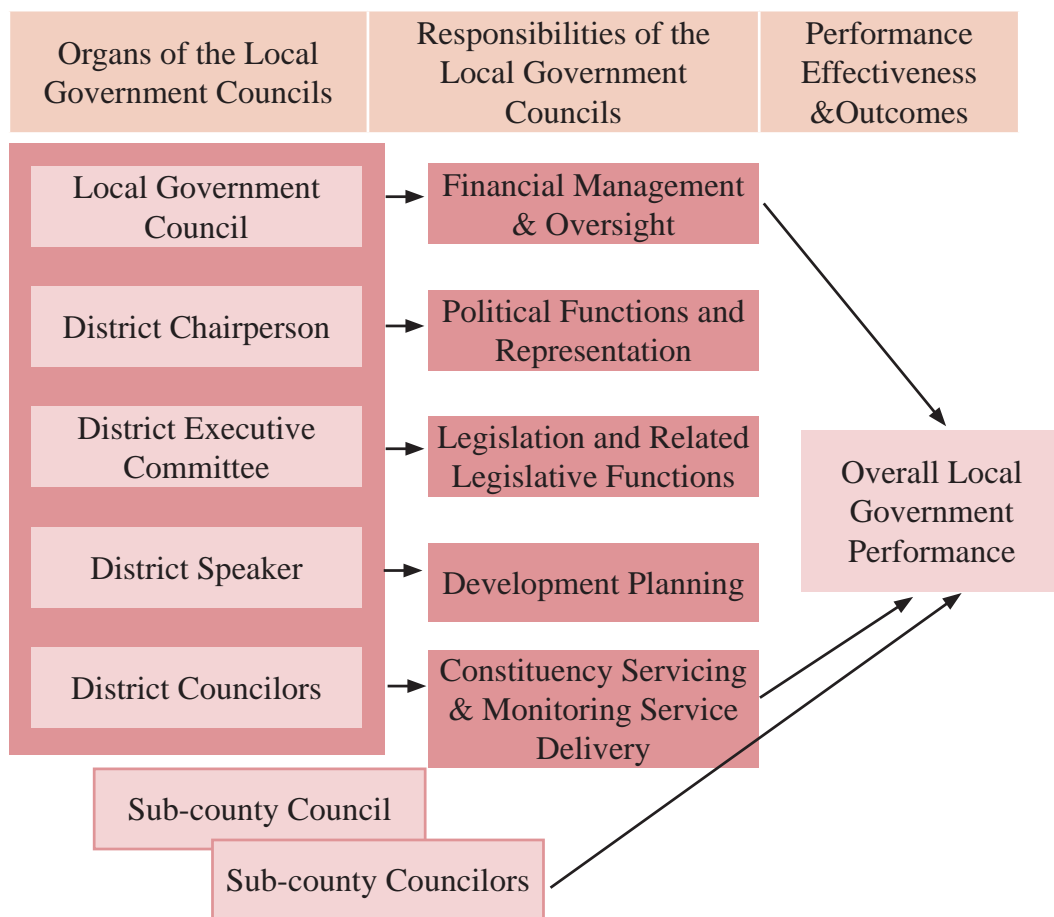 Organs of the Local
Government Councils
Responsibilities of the
Local Government
Councils
Performance
Effectiveness
&Outcomes
Local Government
Council
Financial Management
& Oversight
District Chairperson
Political Functions and
Representation
District Executive
Committee
Legislation and Related
Legislative Functions
District Speaker
Development Planning
District Councilors
Constituency Servicing
& Monitoring Service
Delivery
Overall Local
Government
Performance
Sub-county Council
Sub-county Councilors